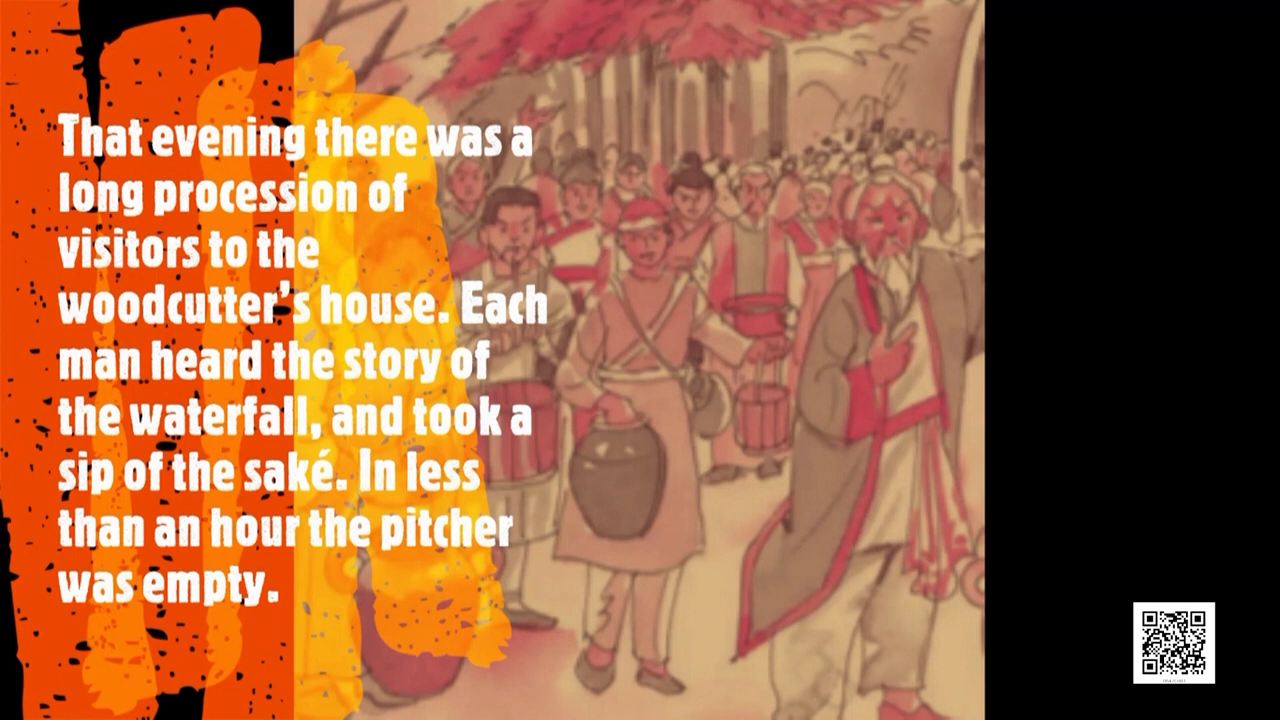 That evening there was a
long procession of
visitors to the
woodcutter's house. Each
man heard the story of
the waterfall, and took a
sip of the saké. In less
than an hour the pitcher
was empty.